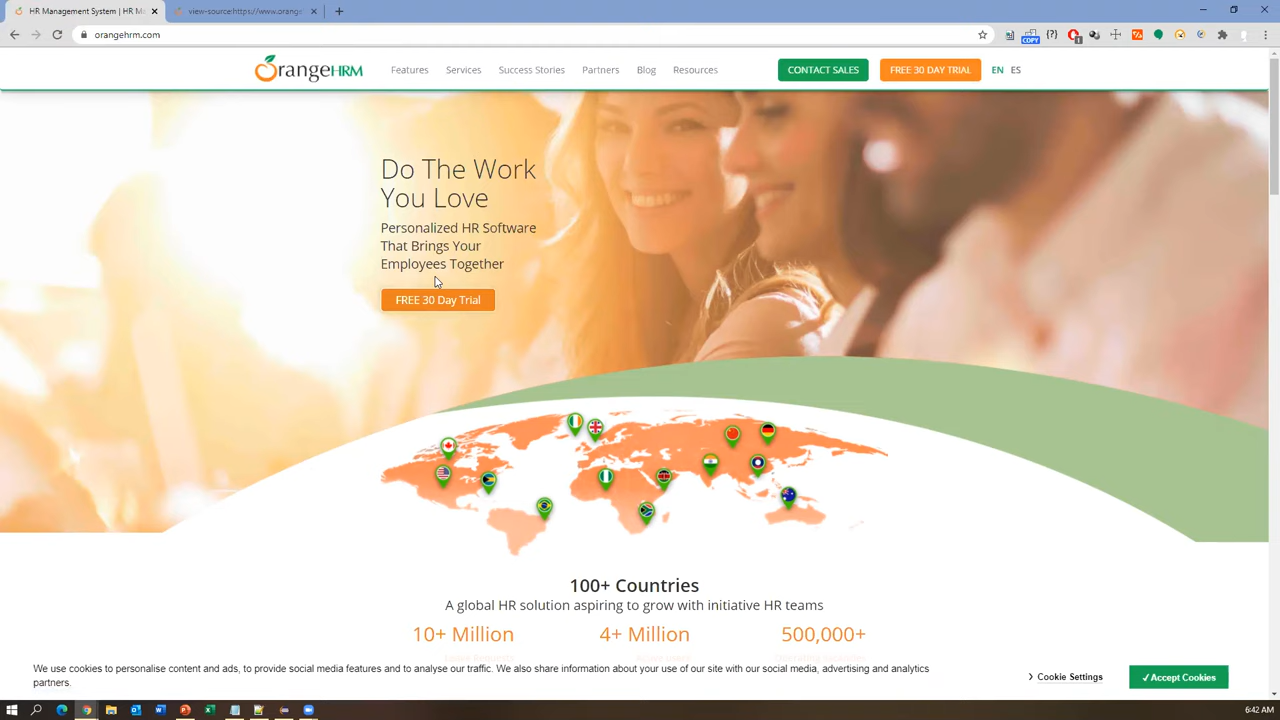 HR Management System | HR Ma
view-source:https://www.orange
orangehrm.com
COPY
OrangeHRM
Features
Services
Success Stories
Partners
Blog
Resources
CONTACT SALES
FREE 30 DAY TRIAL
EN ES
Do The Work
You Love
Personalized HR Software
That Brings Your
Employees Together
FREE 30 Day Trial
100+ Countries
A global HR solution aspiring to grow with initiative HR teams
10+ Million
4+ Million
500,000+
We use cookies to personalise content and ads, to provide social media features and to analyse our traffic. We also share information about your use of our site with our social media, advertising and analytics
partners.
Cookie Settings
✓Accept Cookies
6:42 AM